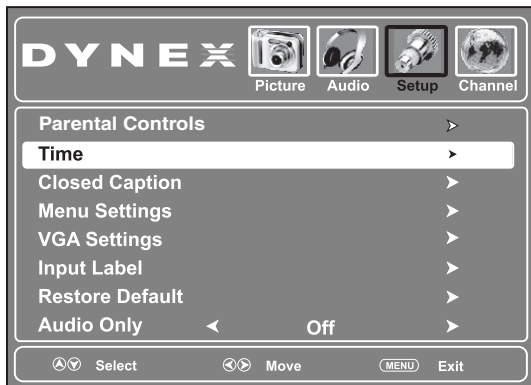 DYNEX
Picture Audio Setup Channel
Parental Controls
Time
Closed Caption
Menu Settings
VGA Settings
Input Label
Restore Default
Audio Only Off
Select Move MENU Exit